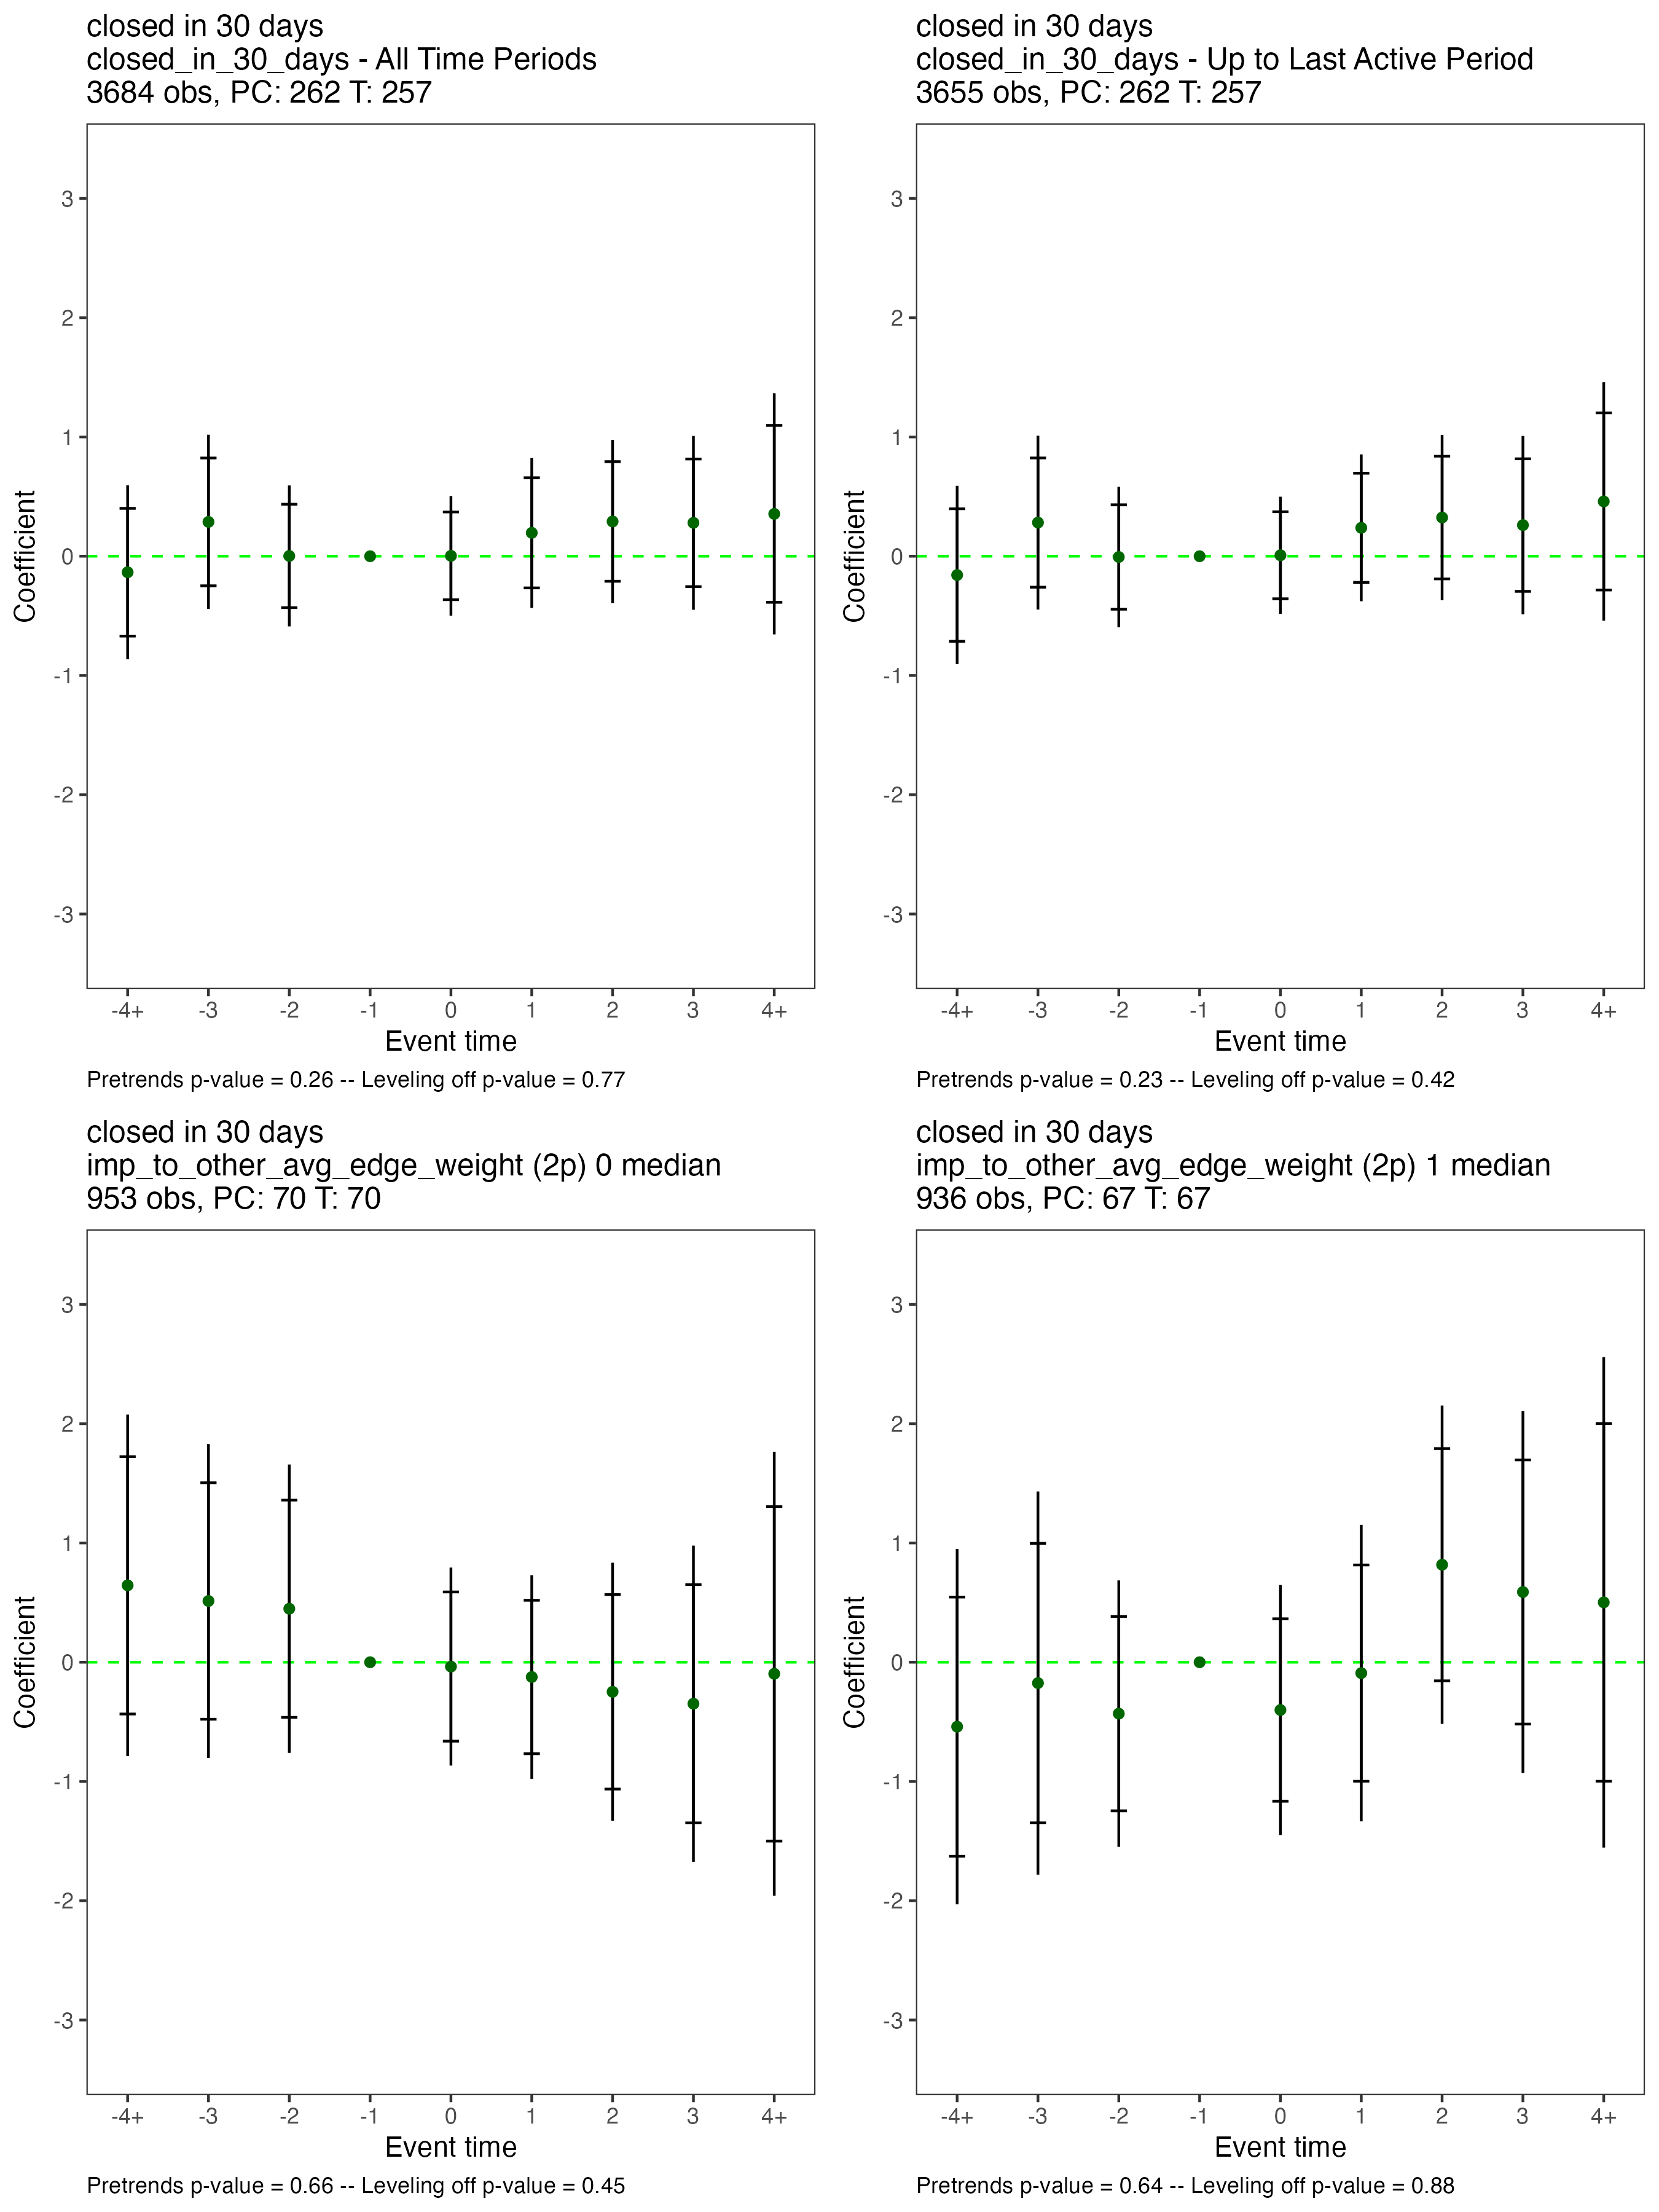 closed in 30 days
closed_in_30_days - All Time Periods
3684 obs, PC: 262 T: 257
3
2
1
0
-1
-2
-3
Coefficient
-4+ -3 -2 -1 0 1 2 3 4+
Event time
Pretrends p-value = 0.26 -- Leveling off p-value = 0.77
closed in 30 days
closed_in_30_days - Up to Last Active Period
3655 obs, PC: 262 T: 257
3
2
1
0
-1
-2
-3
Coefficient
-4+ -3 -2 -1 0 1 2 3 4+
Event time
Pretrends p-value = 0.23 -- Leveling off p-value = 0.42
closed in 30 days
imp_to_other_avg_edge_weight (2p) 0 median
953 obs, PC: 70 T: 70
3
2
1
0
-1
-2
-3
Coefficient
-4+ -3 -2 -1 0 1 2 3 4+
Event time
Pretrends p-value = 0.66 -- Leveling off p-value = 0.45
closed in 30 days
imp_to_other_avg_edge_weight (2p) 1 median
936 obs, PC: 67 T: 67
3
2
1
0
-1
-2
-3
Coefficient
-4+ -3 -2 -1 0 1 2 3 4+
Event time
Pretrends p-value = 0.64 -- Leveling off p-value = 0.88